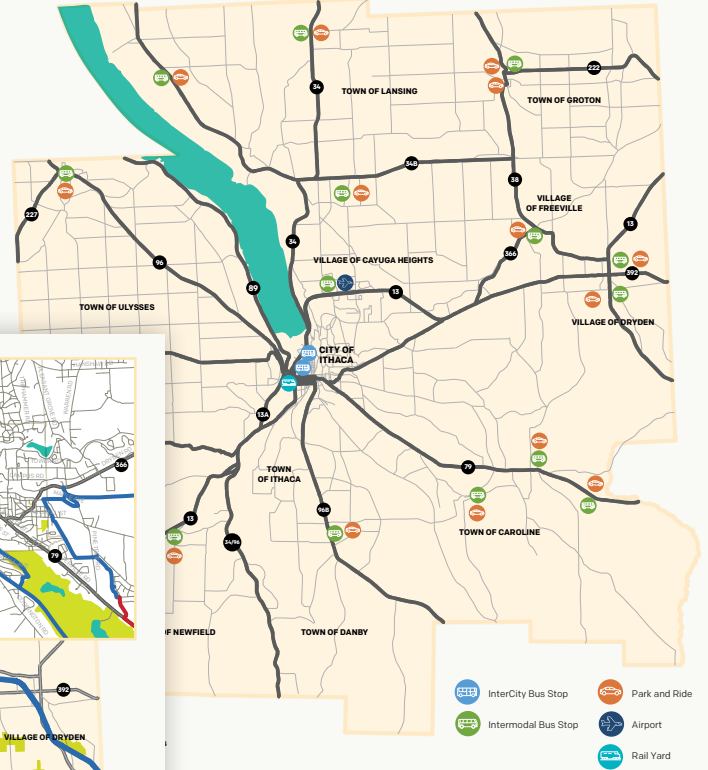 222
34
TOWN OF LANSING
TOWN OF GROTON
34B
38
VILLAGE
OF FREEVILLE
227
34
13
366
96
VILLAGE OF CAYUGA HEIGHTS
392
89
13
TOWN OF ULYSSES
VILLAGE OF DRYDEN
CITY OF
ITHACA
13A
366
79
TOWN
OF ITHACA
13
96B
TOWN OF CAROLINE
34/96
79
OF NEWFIELD
TOWN OF DANBY
392
VILLAGE OF DRYDEN
InterCity Bus Stop
Park and Ride
Intermodal Bus Stop
Airport
Rail Yard